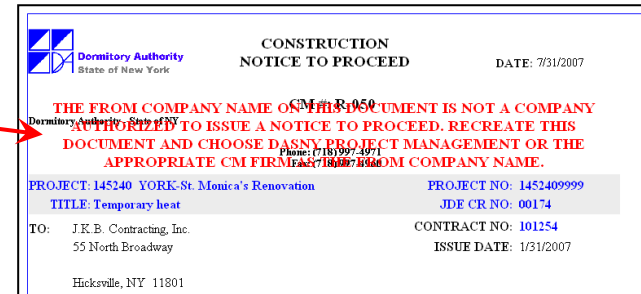 Dormitory Authority
State of New York
CONSTRUCTION
NOTICE TO PROCEED
DATE: 7/31/2007
CM #: R-050
THE FROM COMPANY NAME ON THIS DOCUMENT IS NOT A COMPANY
Dormitory Authority - State of NY
AUTHORIZED TO ISSUE A NOTICE TO PROCEED. RECREATE THIS
DOCUMENT AND CHOOSE DASNY PROJECT MANAGEMENT OR THE
Phone: (718) 997-4971
APPROPRIATE CM FIRM AS THE FROM COMPANY NAME.
Fax:
PROJECT: 145240 YORK-St. Monica's Renovation
PROJECT NO: 1452409999
TITLE: Temporary heat
JDE CR NO: 00174
TO: J.K.B. Contracting, Inc.
CONTRACT NO: 101254
55 North Broadway
ISSUE DATE: 1/31/2007
Hicksville, NY 11801